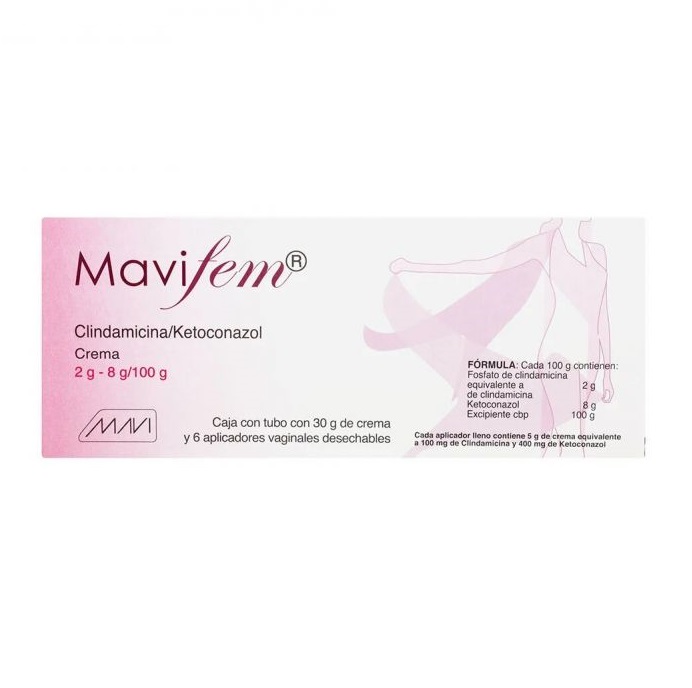 Mavifem®
Clindamicina/Ketoconazol
Crema
2 g - 8 g/100 g
MAVI
Caja con tubo con 30 g de crema
y 6 aplicadores vaginales desechables
FÓRMULA: Cada 100 g contienen:
Fosfato de clindamicina
equivalente a 2 g
de clindamicina
Ketoconazol 8 g
Excipiente cbp 100 g
Cada aplicador lleno contiene 5 g de crema equivalente
a 100 mg de Clindamicina y 400 mg de Ketoconazol